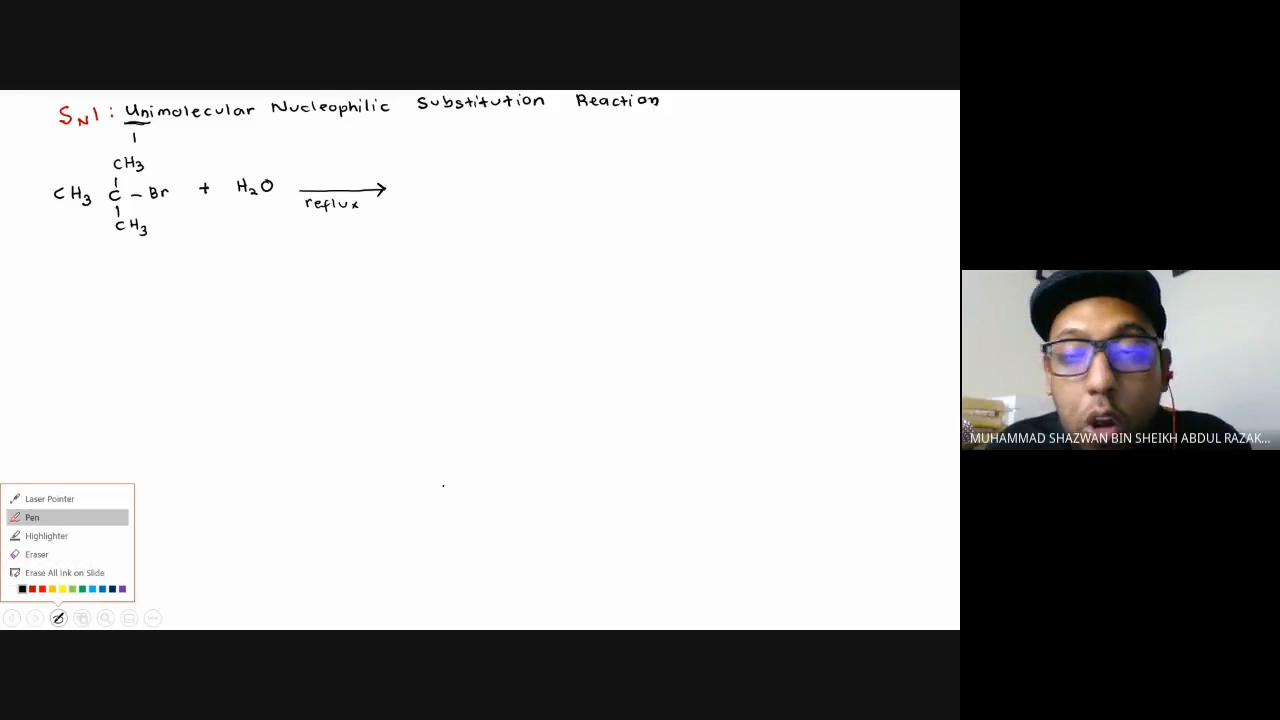 SN1: Unimolecular Nucleophilic Substitution Reaction
1
CH3
CH3 C - Br + H2O reflux
CH3
MUHAMMAD SHAZWAN BIN SHEIKH ABDUL RAZAK...
Laser Pointer
Pen
Highlighter
Eraser
Erase All Ink on Slide